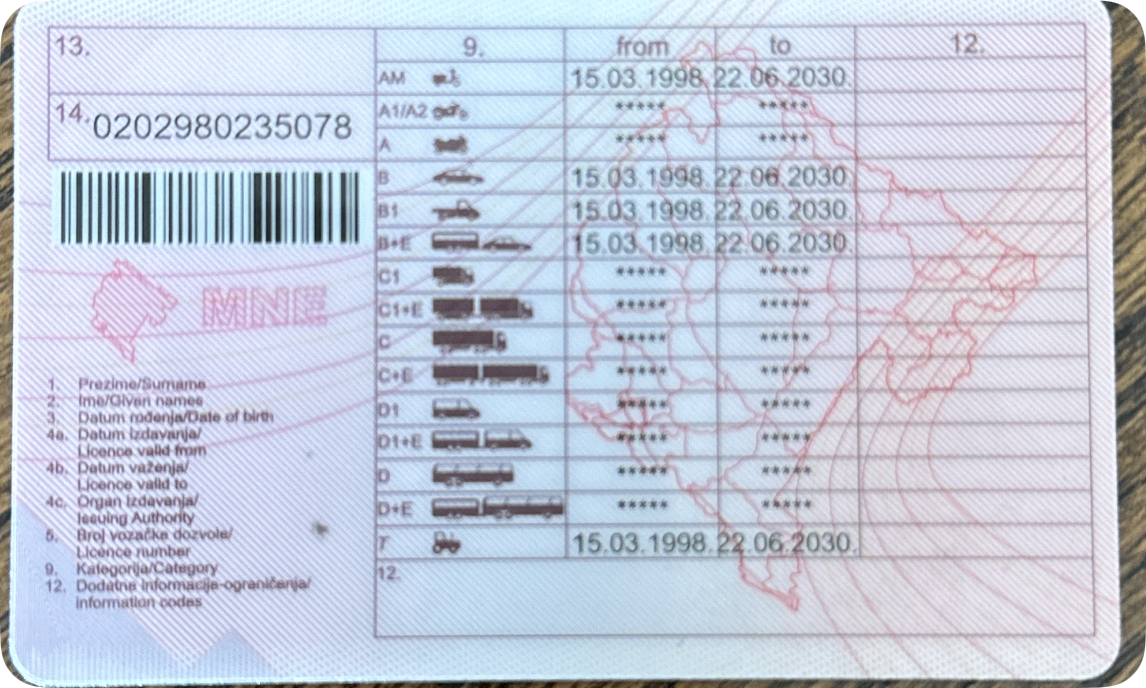 13.
14. 0202980235078
MNE
1. Prezime/Surname
2. Ime/Given names
3. Datum rođenja/Date of birth
4a. Datum izdavanja/
Licence valid from
4b. Datum važenja/
Licence valid to
4c. Organ izdavanja/
Issuing Authority
5. Broj vozačke dozvole/
Licence number
9. Kategorija/Category
12. Dodatne informacije-ograničenja/
information codes
9. from to 12.
AM 15.03.1998. 22.06.2030.
A1/A2 ***** *****
A ***** *****
B 15.03.1998. 22.06.2030.
B1 15.03.1998. 22.06.2030.
B+E 15.03.1998. 22.06.2030.
C1 ***** *****
C1+E ***** *****
C ***** *****
C+E ***** *****
D1 ***** *****
D1+E ***** *****
D ***** *****
D+E ***** *****
T 15.03.1998. 22.06.2030.
12.